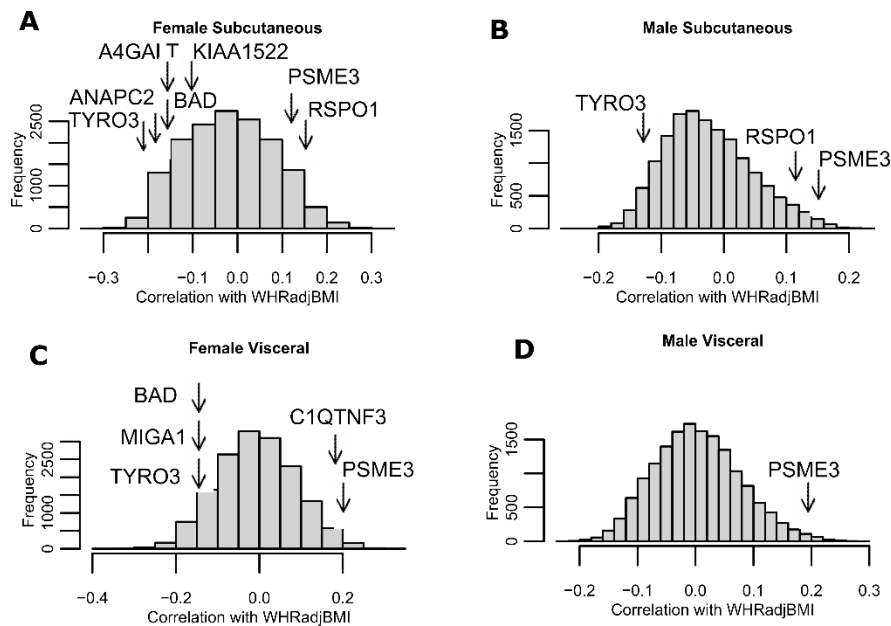 A
Female Subcutaneous
A4GAI T KIAA1522
PSME3
ANAPC2 BAD
TYRO3 RSPO1
Frequency
0 1000 2500
−0.3 −0.1 0.0 0.1 0.2 0.3
Correlation with WHRadjBMI
B
Male Subcutaneous
TYRO3
RSPO1
PSME3
Frequency
0 500 1500
−0.2 −0.1 0.0 0.1 0.2
Correlation with WHRadjBMI
C
Female Visceral
BAD
C1QTNF3
MIGA1
TYRO3 PSME3
Frequency
0 1000 2500
−0.4 −0.2 0.0 0.2
Correlation with WHRadjBMI
D
Male Visceral
PSME3
Frequency
0 500 1500
−0.2 −0.1 0.0 0.1 0.2 0.3
Correlation with WHRadjBMI